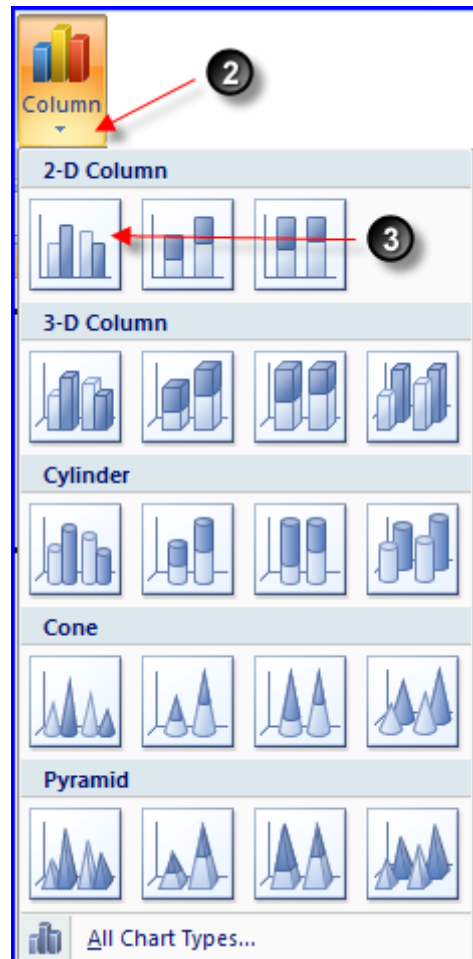 2
Column
2-D Column
3
3-D Column
Cylinder
Cone
Pyramid
All Chart Types...